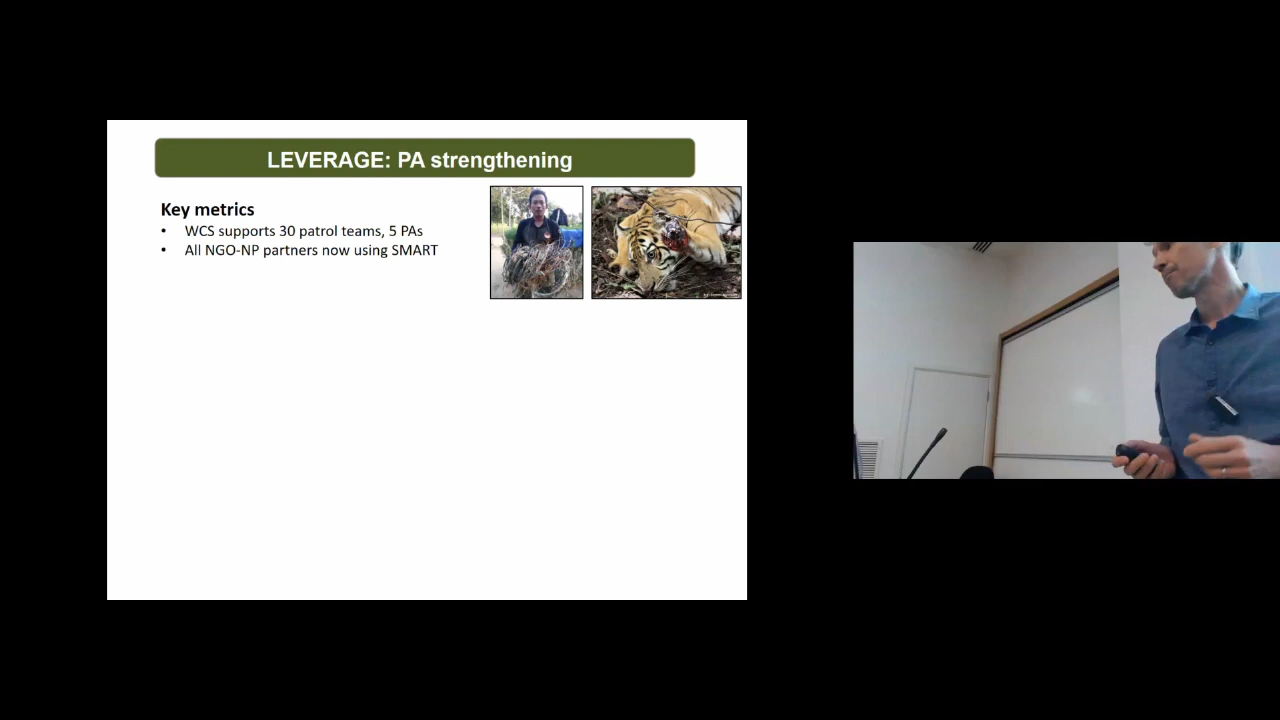 LEVERAGE: PA strengthening
Key metrics
• WCS supports 30 patrol teams, 5 PAs
• All NGO-NP partners now using SMART